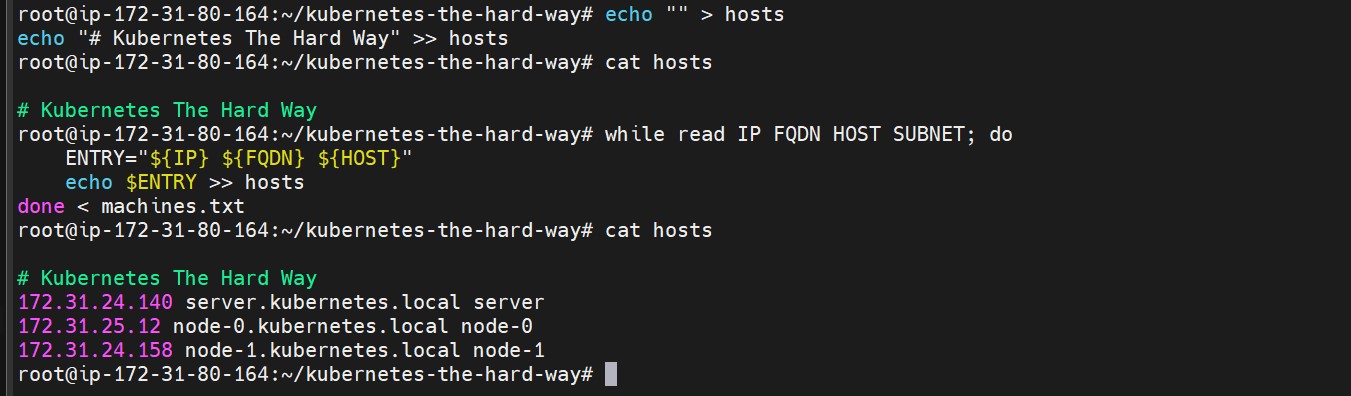 root@ip-172-31-80-164:~/kubernetes-the-hard-way# echo "" > hosts
echo "# Kubernetes The Hard Way" >> hosts
root@ip-172-31-80-164:~/kubernetes-the-hard-way# cat hosts

# Kubernetes The Hard Way
root@ip-172-31-80-164:~/kubernetes-the-hard-way# while read IP FQDN HOST SUBNET; do
    ENTRY="${IP} ${FQDN} ${HOST}"
    echo $ENTRY >> hosts
done < machines.txt
root@ip-172-31-80-164:~/kubernetes-the-hard-way# cat hosts

# Kubernetes The Hard Way
172.31.24.140 server.kubernetes.local server
172.31.25.12 node-0.kubernetes.local node-0
172.31.24.158 node-1.kubernetes.local node-1
root@ip-172-31-80-164:~/kubernetes-the-hard-way#